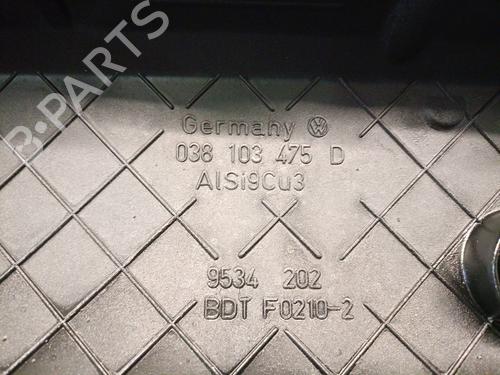 B-PARTS
Germany
038 103 475 D
AlSi9Cu3
9534 202
BDT F0210-2